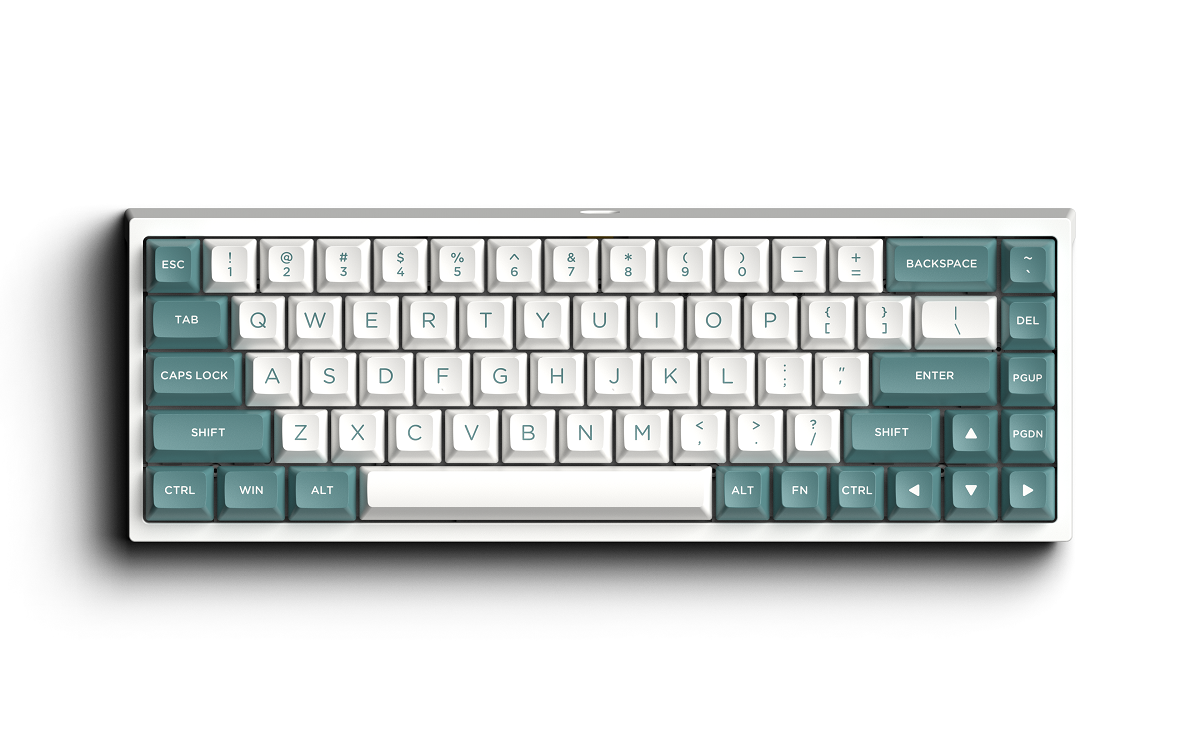 ESC ! 1 @ 2 # 3 $ 4 % 5 ^ 6 & 7 * 8 ( 9 ) 0 — - + = BACKSPACE ~ `
TAB Q W E R T Y U I O P { [ } ] | \ DEL
CAPS LOCK A S D F G H J K L : ; " ' ENTER PGUP
SHIFT Z X C V B N M < , > . ? / SHIFT ▲ PGDN
CTRL WIN ALT ALT FN CTRL ◀ ▼ ▶